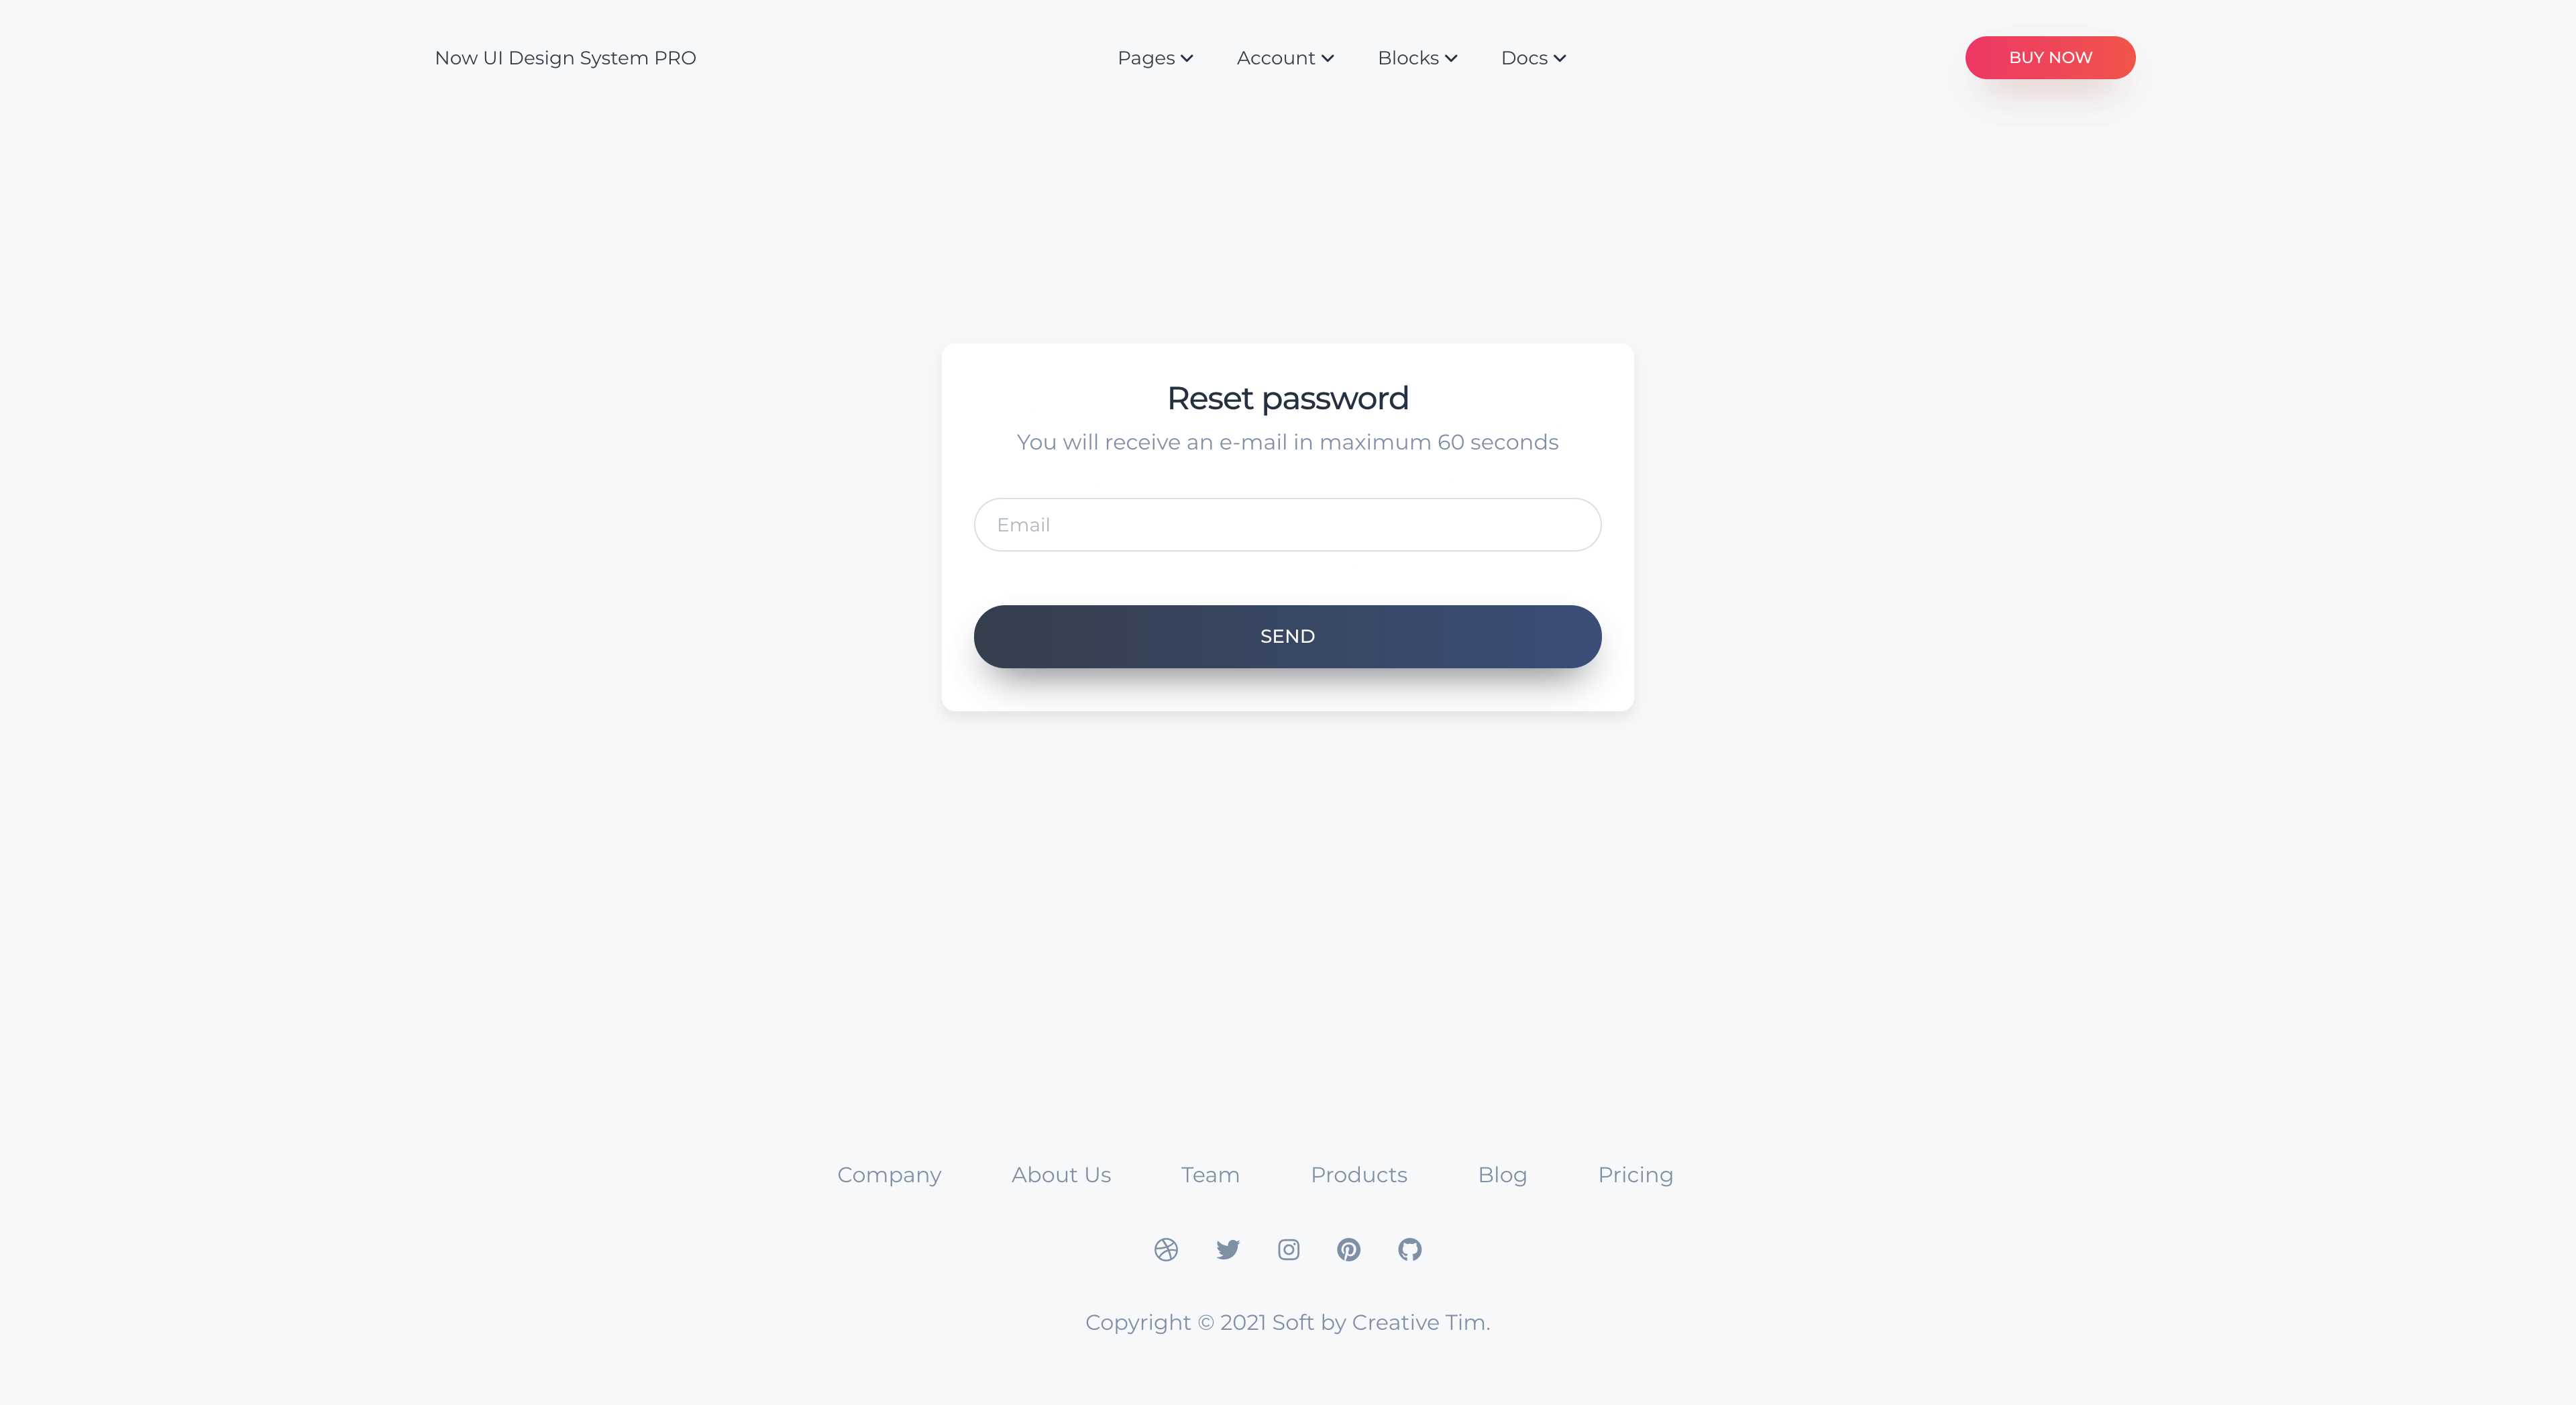 Now UI Design System PRO
Pages Account Blocks Docs
BUY NOW
Reset password
You will receive an e-mail in maximum 60 seconds
Email
SEND
Company About Us Team Products Blog Pricing
Copyright © 2021 Soft by Creative Tim.